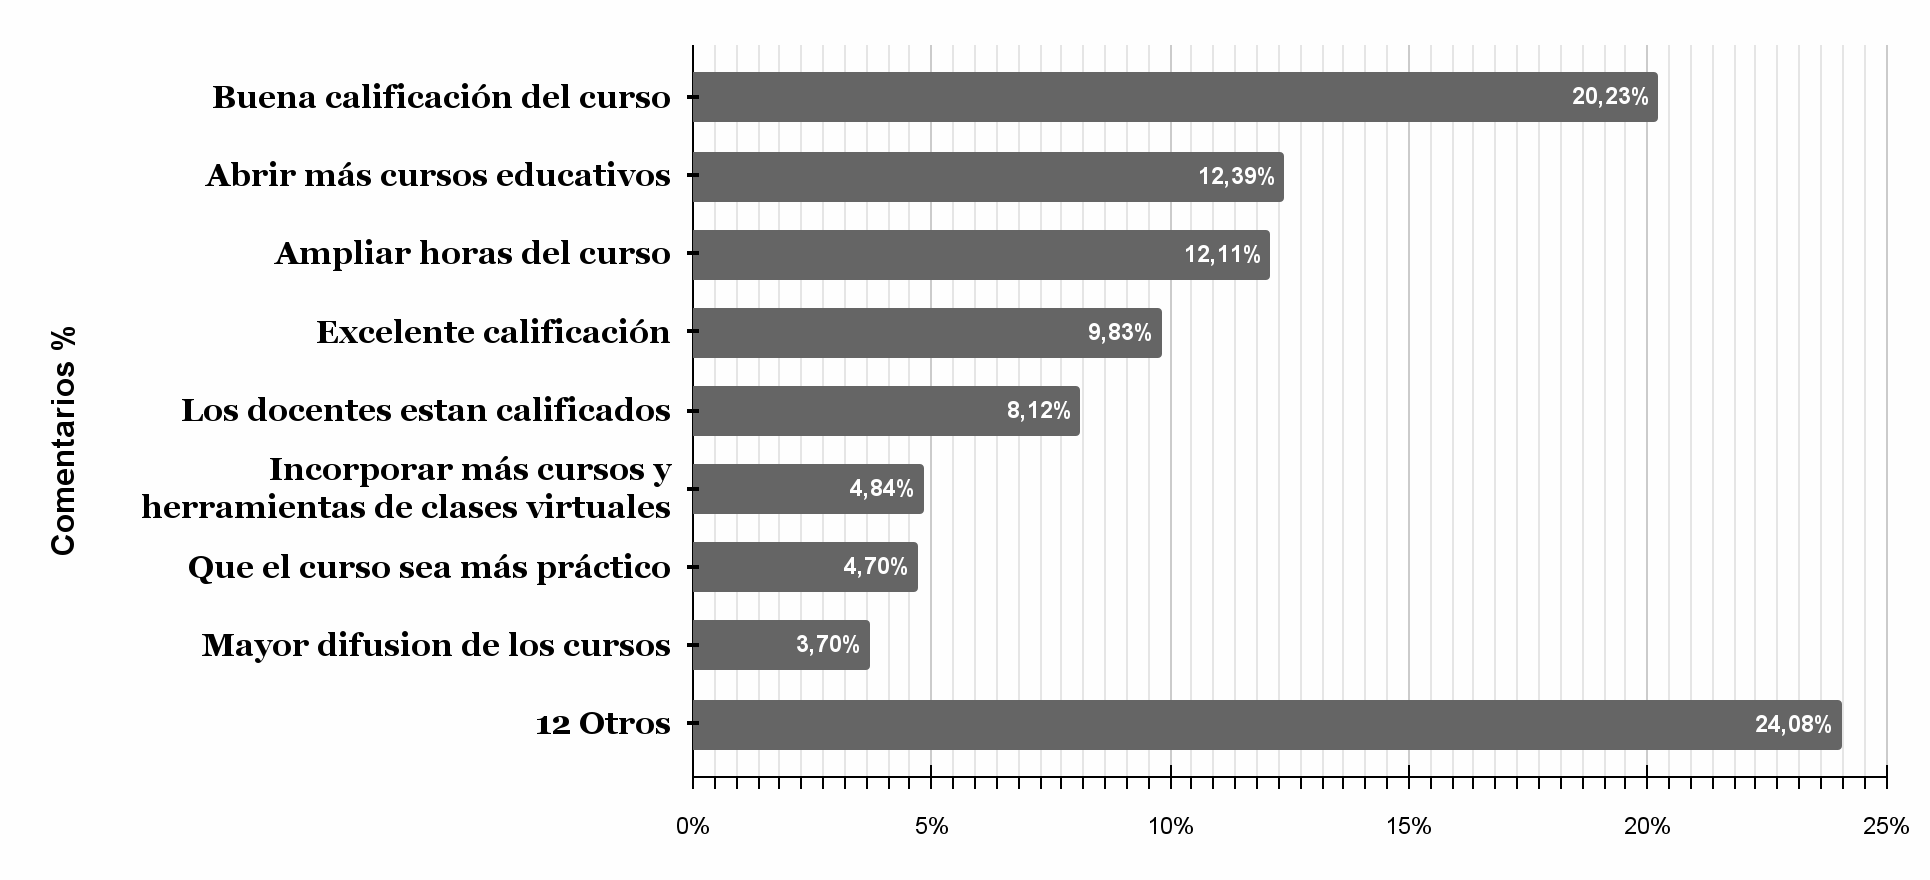 Comentarios %
Buena calificación del curso
20,23%
Abrir más cursos educativos
12,39%
Ampliar horas del curso
12,11%
Excelente calificación
9,83%
Los docentes estan calificados
8,12%
Incorporar más cursos y
herramientas de clases virtuales
4,84%
Que el curso sea más práctico
4,70%
Mayor difusion de los cursos
3,70%
12 Otros
24,08%
0% 5% 10% 15% 20% 25%